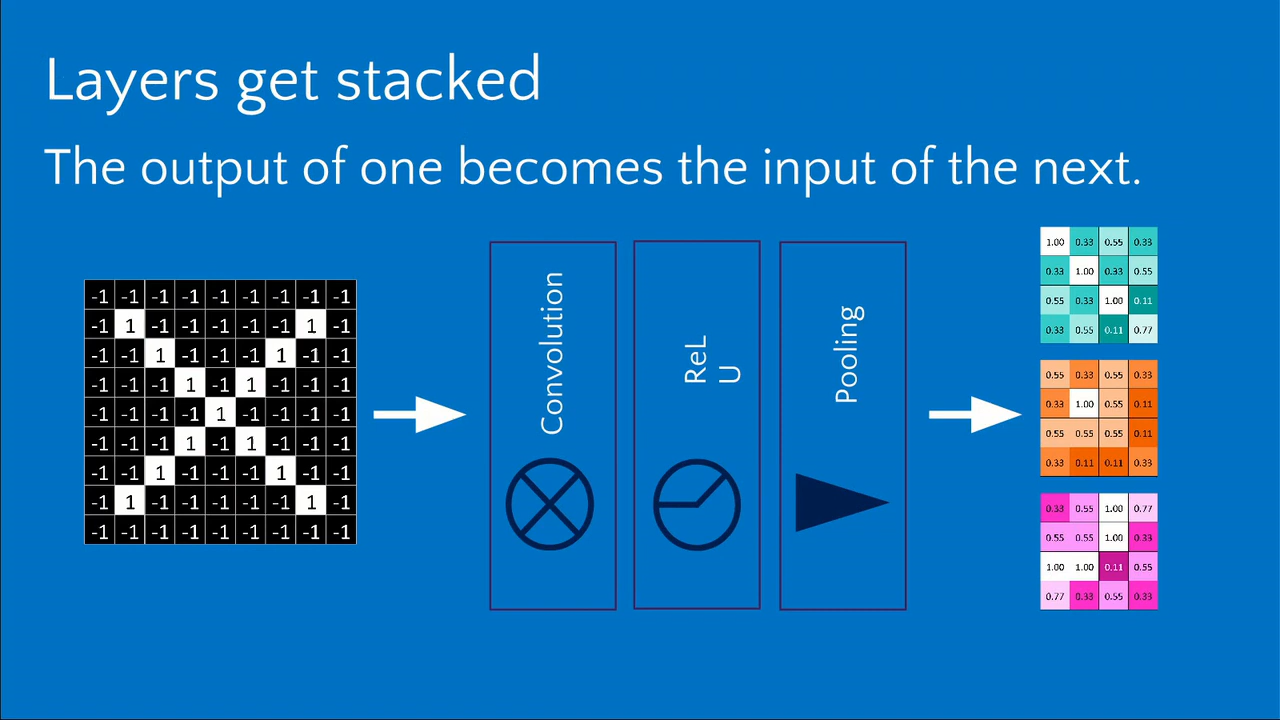 Layers get stacked
The output of one becomes the input of the next.
-1 -1 -1 -1 -1 -1 -1 -1 -1
-1 1 -1 -1 -1 -1 -1 1 -1
-1 -1 1 -1 -1 -1 1 -1 -1
-1 -1 -1 1 -1 1 -1 -1 -1
-1 -1 -1 -1 1 -1 -1 -1 -1
-1 -1 -1 1 -1 1 -1 -1 -1
-1 -1 1 -1 -1 -1 1 -1 -1
-1 1 -1 -1 -1 -1 -1 1 -1
-1 -1 -1 -1 -1 -1 -1 -1 -1
Convolution
ReL
U
Pooling
1.00 0.33 0.55 0.33
0.33 1.00 0.33 0.55
0.55 0.33 1.00 0.11
0.33 0.55 0.11 0.77
0.55 0.33 0.55 0.33
0.33 1.00 0.55 0.11
0.55 0.55 0.55 0.11
0.33 0.11 0.11 0.33
0.33 0.55 1.00 0.77
0.55 0.55 1.00 0.33
1.00 1.00 0.11 0.55
0.77 0.33 0.55 0.33